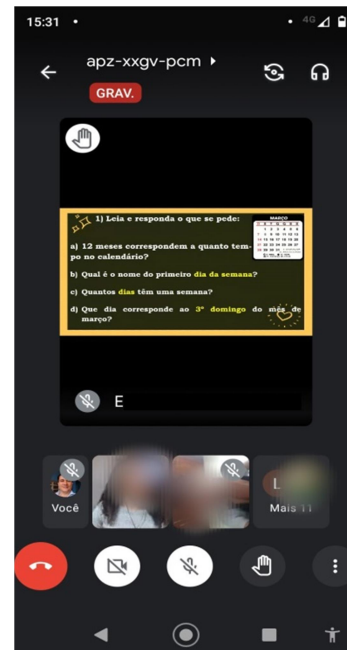 15:31
4G
apz-xxgv-pcm
GRAV.
1) Leia e responda o que se pede:
MARÇO
a) 12 meses correspondem a quanto tem-
po no calendário?
b) Qual é o nome do primeiro dia da semana?
c) Quantos dias têm uma semana?
d) Que dia corresponde ao 3º domingo do mês de
março?
E
Você
L
Mais 11